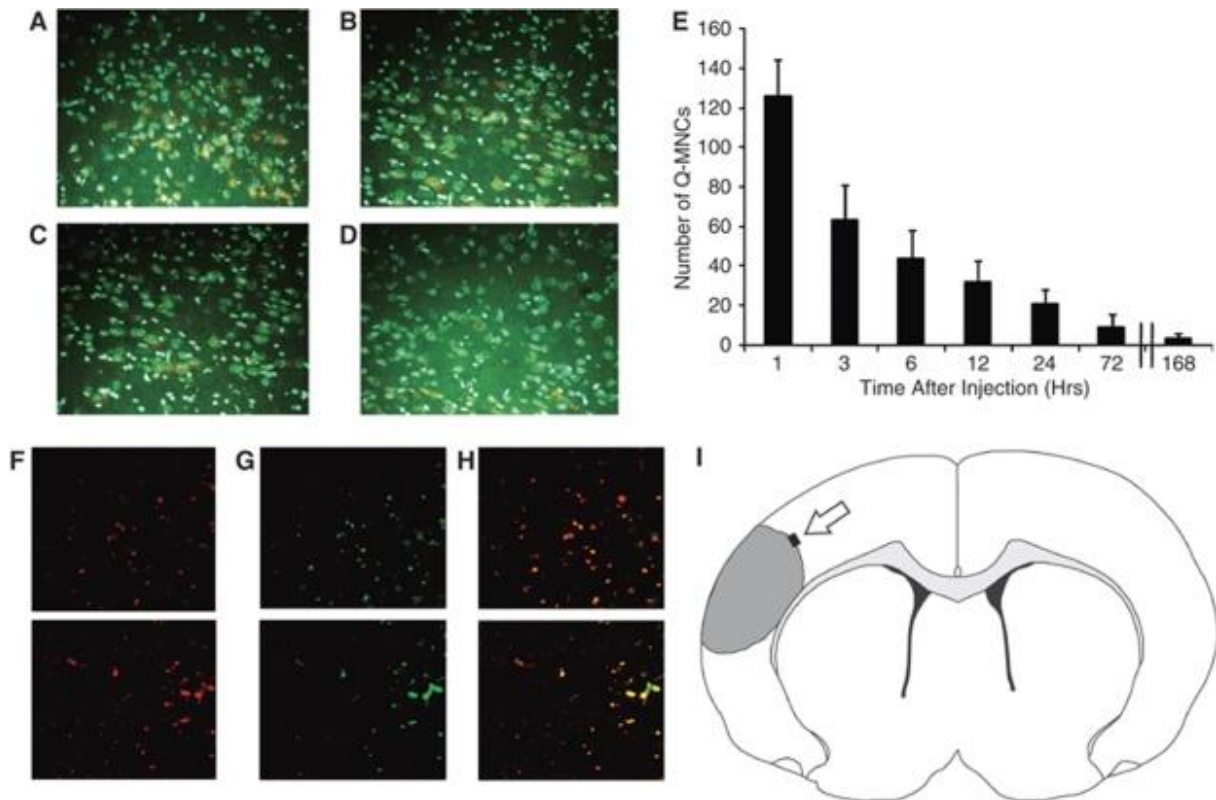 A
B
E
160
140
120
100
80
60
40
20
0
Number of Q-MNCs
1 3 6 12 24 72 168
Time After Injection (Hrs)
C
D
F
G
H
I